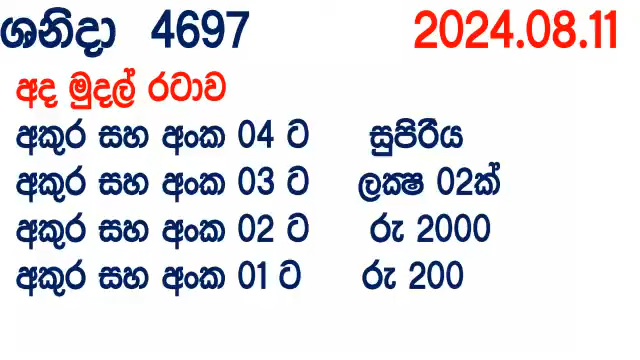 ශනිදා 4697 2024.08.11
අද මුදල් රටාව
අකුර සහ අංක 04 ට සුපිරිය
අකුර සහ අංක 03 ට ලක්‍ෂ 02ක්
අකුර සහ අංක 02 ට රු 2000
අකුර සහ අංක 01 ට රු 200